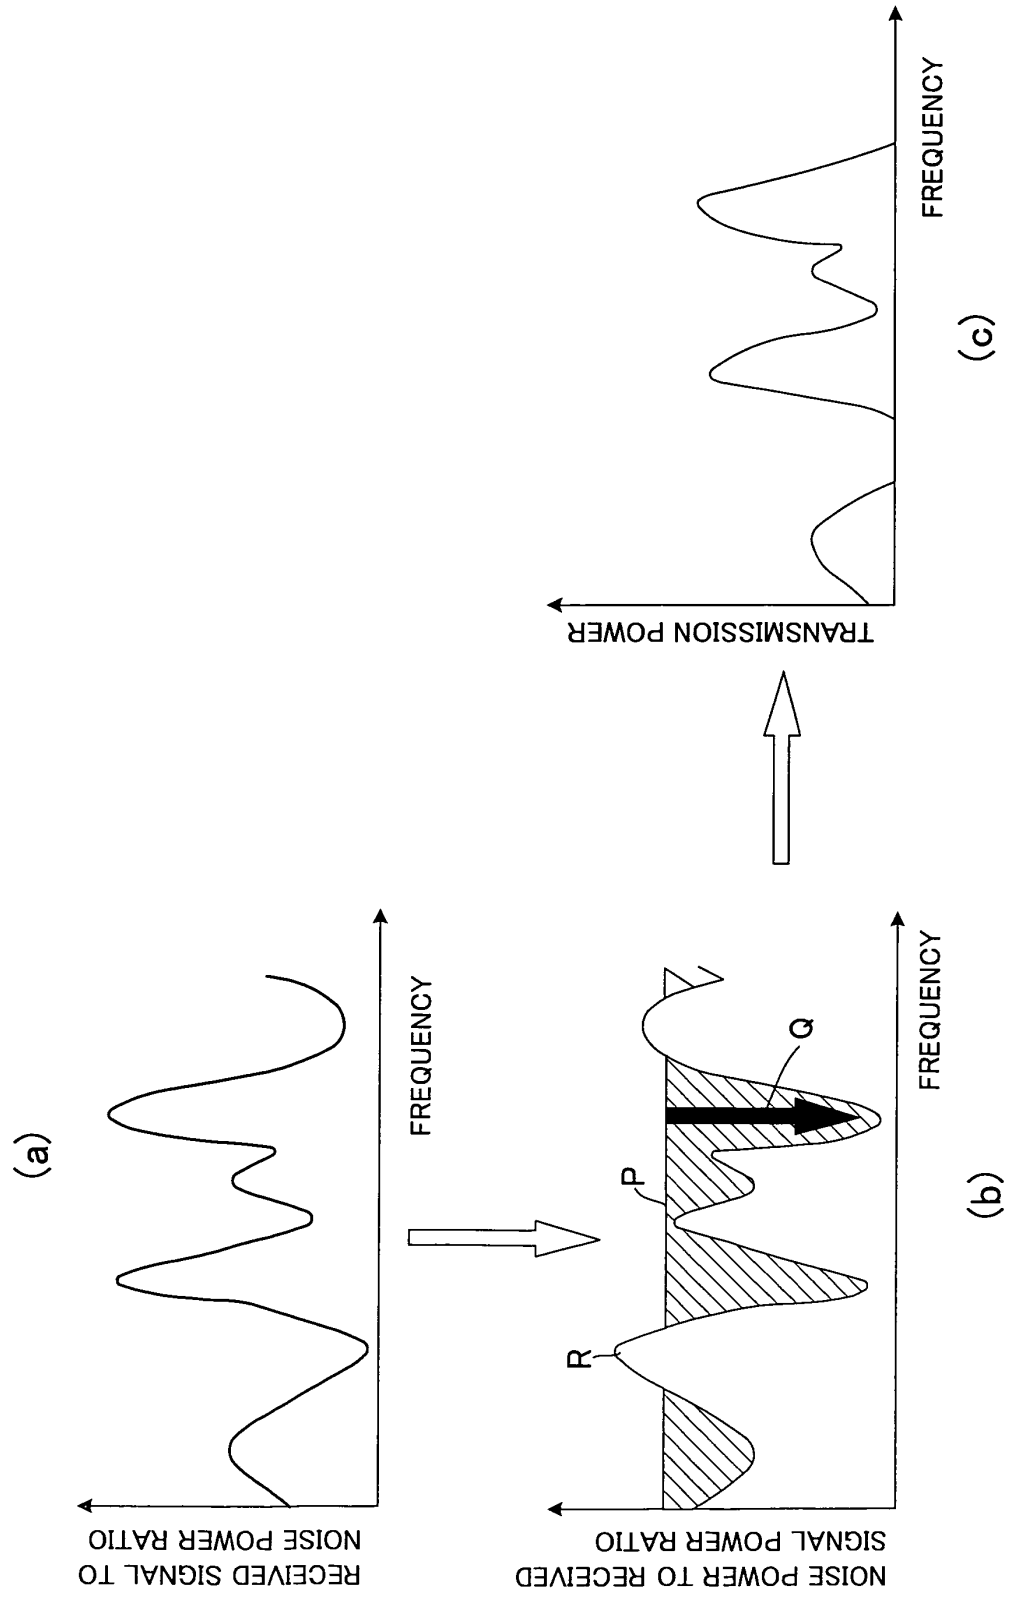 (a)
RECEIVED SIGNAL TO
NOISE POWER RATIO
FREQUENCY
NOISE POWER TO RECEIVED
SIGNAL POWER RATIO
R
P
Q
FREQUENCY
(b)
TRANSMISSION POWER
FREQUENCY
(c)